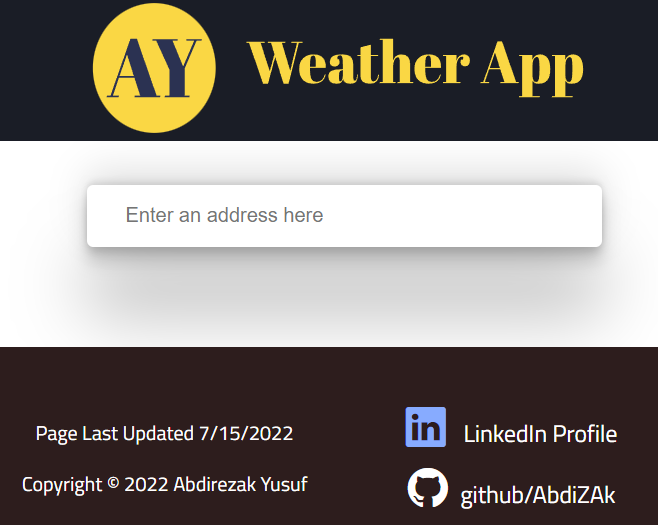 AY Weather App
Enter an address here
Page Last Updated 7/15/2022
in LinkedIn Profile
Copyright © 2022 Abdirezak Yusuf
github/AbdiZAk